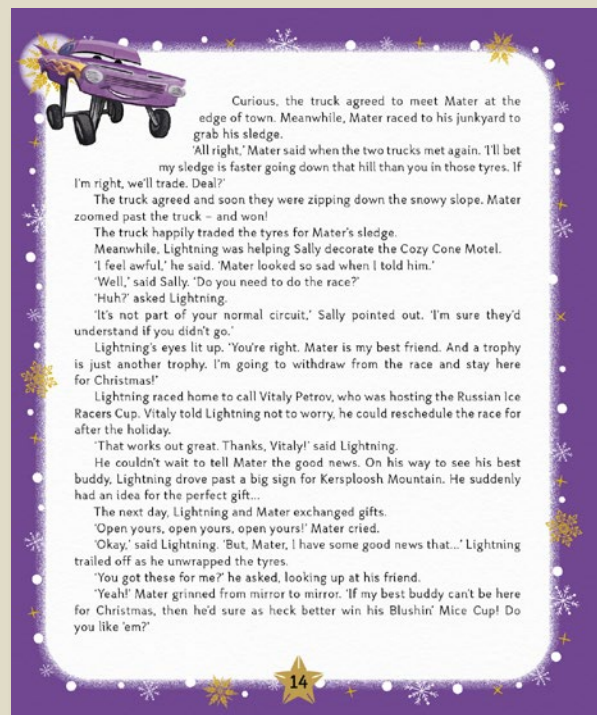 Curious, the truck agreed to meet Mater at the
edge of town. Meanwhile, Mater raced to his junkyard to
grab his sledge.
'All right,' Mater said when the two trucks met again. 'I'll bet
my sledge is faster going down that hill than you in those tyres. If
I'm right, we'll trade. Deal?'
The truck agreed and soon they were zipping down the snowy slope. Mater
zoomed past the truck – and won!
The truck happily traded the tyres for Mater's sledge.
Meanwhile, Lightning was helping Sally decorate the Cozy Cone Motel.
'I feel awful,' he said. 'Mater looked so sad when I told him.'
'Well,' said Sally. 'Do you need to do the race?'
'Huh?' asked Lightning.
'It's not part of your normal circuit,' Sally pointed out. 'I'm sure they'd
understand if you didn't go.'
Lightning's eyes lit up. 'You're right. Mater is my best friend. And a trophy
is just another trophy. I'm going to withdraw from the race and stay here
for Christmas!'
Lightning raced home to call Vitaly Petrov, who was hosting the Russian Ice
Racers Cup. Vitaly told Lightning not to worry, he could reschedule the race for
after the holiday.
'That works out great. Thanks, Vitaly!' said Lightning.
He couldn't wait to tell Mater the good news. On his way to see his best
buddy, Lightning drove past a big sign for Kersploosh Mountain. He suddenly
had an idea for the perfect gift...
The next day, Lightning and Mater exchanged gifts.
'Open yours, open yours, open yours!' Mater cried.
'Okay,' said Lightning. 'But, Mater, I have some good news that...' Lightning
trailed off as he unwrapped the tyres.
'You got these for me?' he asked, looking up at his friend.
'Yeah!' Mater grinned from mirror to mirror. 'If my best buddy can't be here
for Christmas, then he'd sure as heck better win his Blushin' Mice Cup! Do
you like 'em?'
14